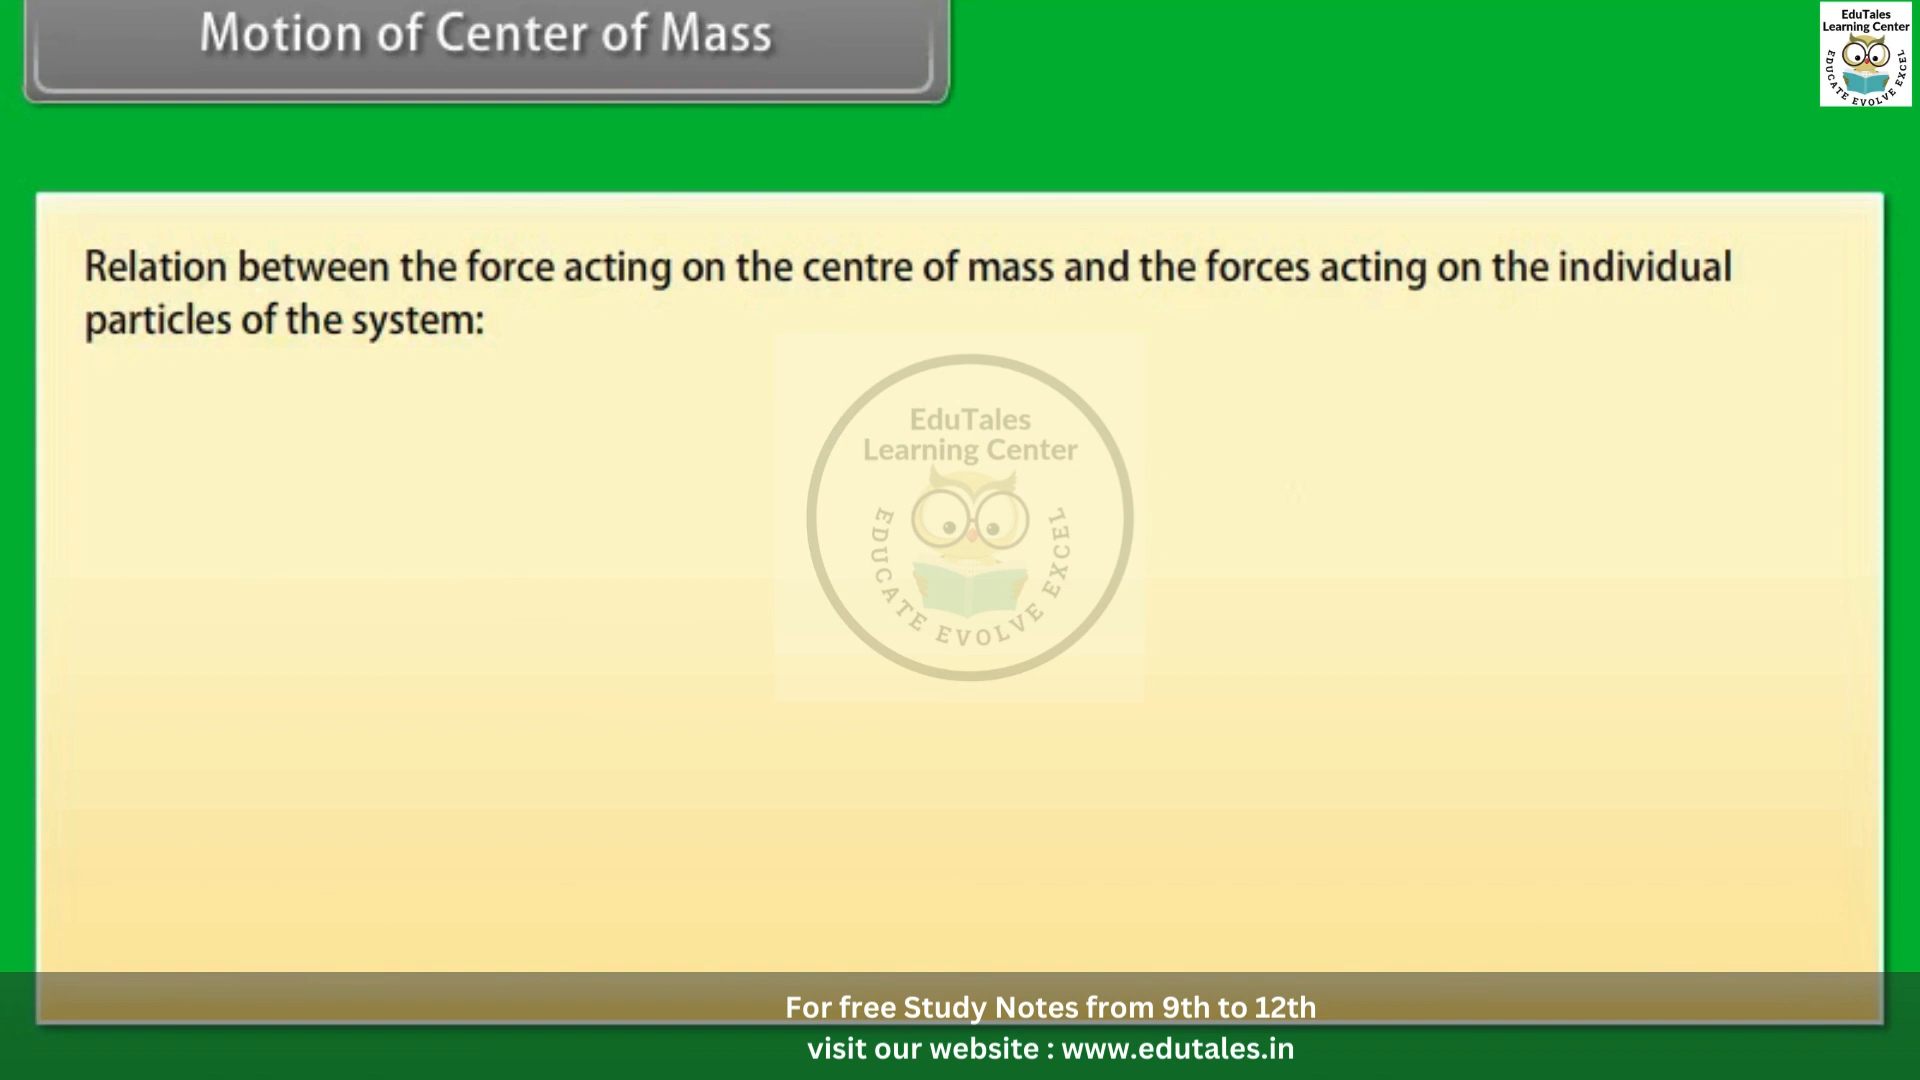 Motion of Center of Mass
EduTales
Learning Center
EDUCATE EVOLVE EXCEL
Relation between the force acting on the centre of mass and the forces acting on the individual
particles of the system:
EduTales
Learning Center
EDUCATE EVOLVE EXCEL
For free Study Notes from 9th to 12th
visit our website : www.edutales.in